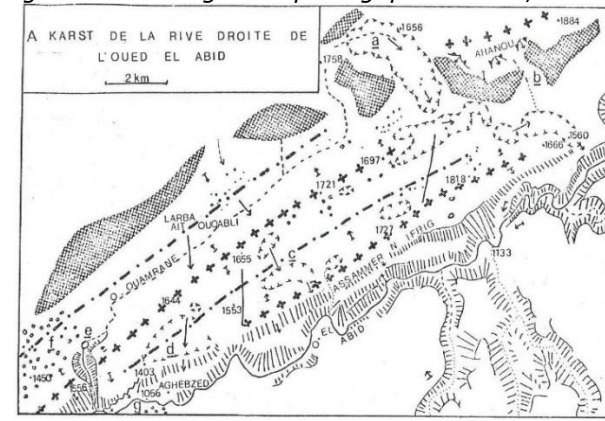 A KARST DE LA RIVE DROITE DE
L'OUED EL ABID
2 km
a
1656
1884
AHANOU
b
1758
1697
1666
1560
1721
1818
LARBA
AIT OUQABLI
1727
1655
c
O. OUAMRANE
ASSAMMER N IFRIG
1133
1644
1553
e
f
O. EL
ABID
d
1450
1403
AGHEBZED
1056
g